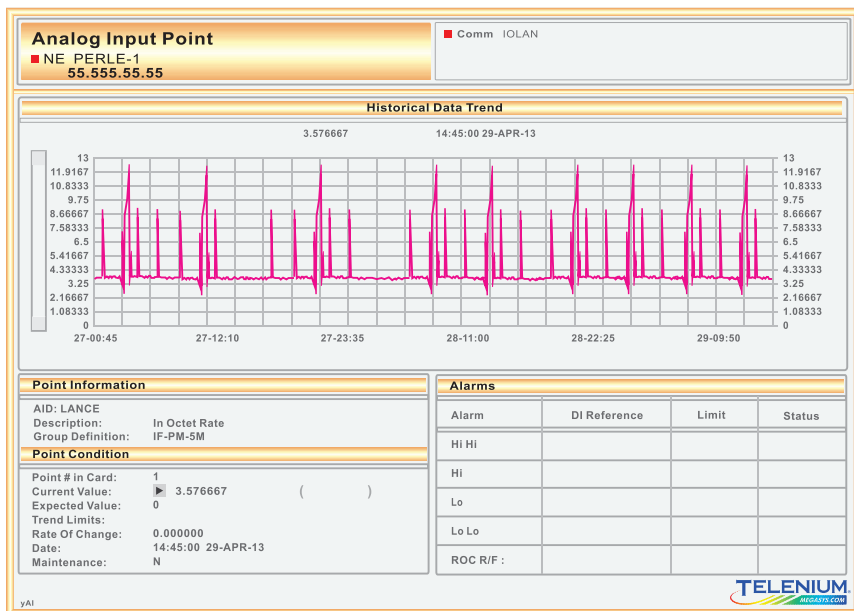 Analog Input Point
NE PERLE-1
55.555.55.55
Comm IOLAN
Historical Data Trend
3.576667 14:45:00 29-APR-13
13 13
11.9167 11.9167
10.8333 10.8333
9.75 9.75
8.66667 8.66667
7.58333 7.58333
6.5 6.5
5.41667 5.41667
4.33333 4.33333
3.25 3.25
2.16667 2.16667
1.08333 1.08333
0 0
27-00:45 27-12:10 27-23:35 28-11:00 28-22:25 29-09:50
Point Information
AID: LANCE
Description: In Octet Rate
Group Definition: IF-PM-5M
Point Condition
Point # in Card: 1
Current Value: 3.576667 ( )
Expected Value: 0
Trend Limits:
Rate Of Change: 0.000000
Date: 14:45:00 29-APR-13
Maintenance: N
Alarms
Alarm DI Reference Limit Status
Hi Hi
Hi
Lo
Lo Lo
ROC R/F :
yAI
TELENIUM
MEGASYS.COM